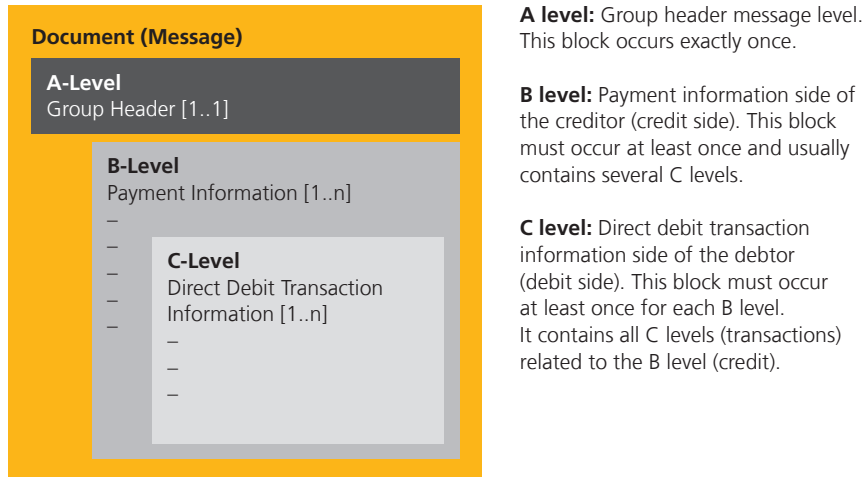 Document (Message)
A-Level
Group Header [1..1]
B-Level
Payment Information [1..n]
–
–
–
–
–
C-Level
Direct Debit Transaction
Information [1..n]
–
–
–
A level: Group header message level.
This block occurs exactly once.
B level: Payment information side of
the creditor (credit side). This block
must occur at least once and usually
contains several C levels.
C level: Direct debit transaction
information side of the debtor
(debit side). This block must occur
at least once for each B level.
It contains all C levels (transactions)
related to the B level (credit).